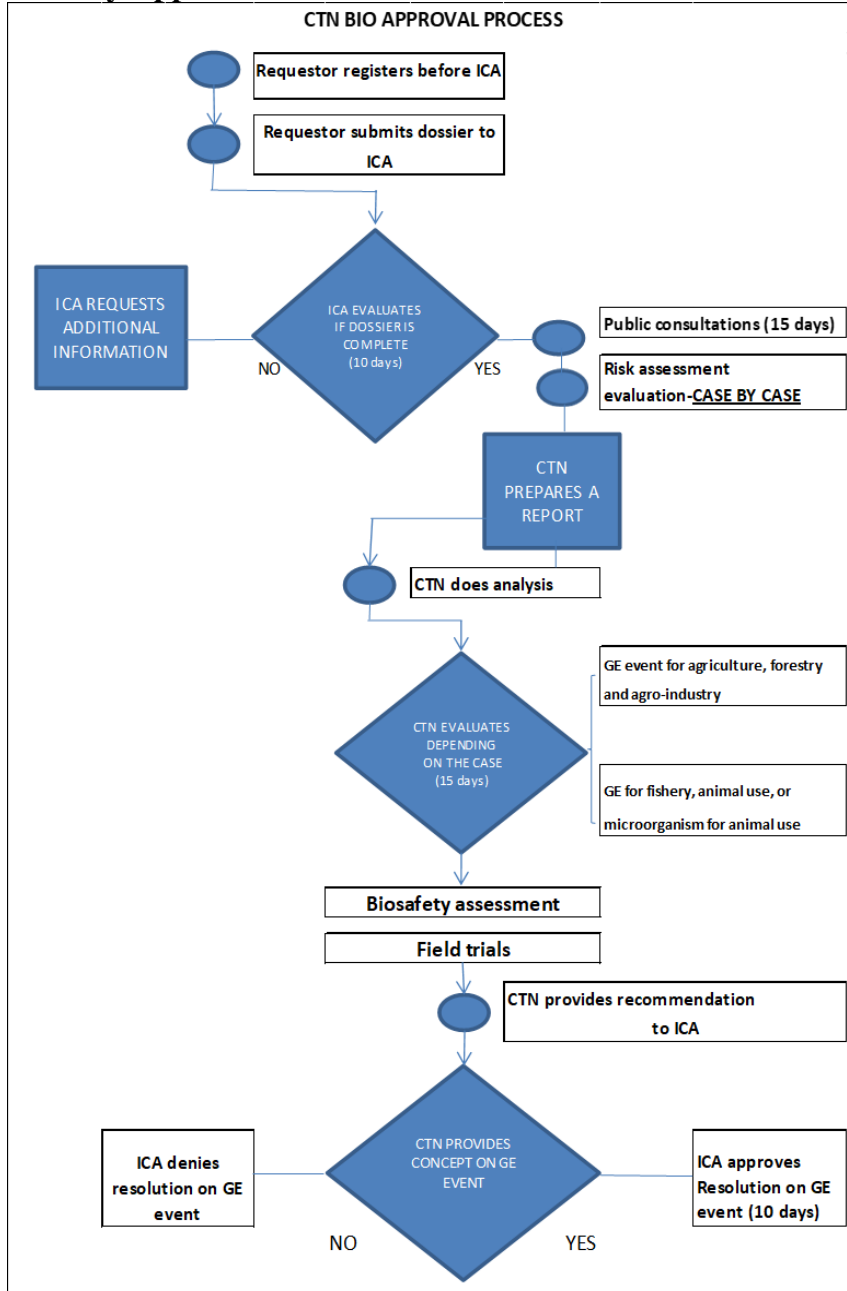 CTN BIO APPROVAL PROCESS
Requestor registers before ICA
Requestor submits dossier to
ICA
ICA REQUESTS
ADDITIONAL
INFORMATION
ICA EVALUATES
IF DOSSIER IS
COMPLETE
(10 days)
NO
YES
Public consultations (15 days)
Risk assessment
evaluation-CASE BY CASE
CTN
PREPARES A
REPORT
CTN does analysis
CTN EVALUATES
DEPENDING
ON THE CASE
(15 days)
GE event for agriculture, forestry
and agro-industry
GE for fishery, animal use, or
microorganism for animal use
Biosafety assessment
Field trials
CTN provides recommendation
to ICA
CTN PROVIDES
CONCEPT ON GE
EVENT
ICA denies
resolution on GE
event
ICA approves
Resolution on GE
event (10 days)
NO
YES